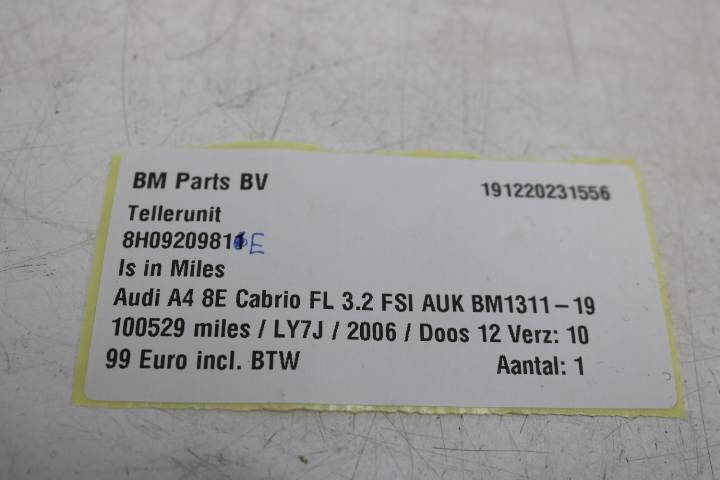 BM Parts BV
191220231556
Tellerunit
8H0920981E
Is in Miles
Audi A4 8E Cabrio FL 3.2 FSI AUK BM1311-19
100529 miles / LY7J / 2006 / Doos 12 Verz: 10
99 Euro incl. BTW
Aantal: 1